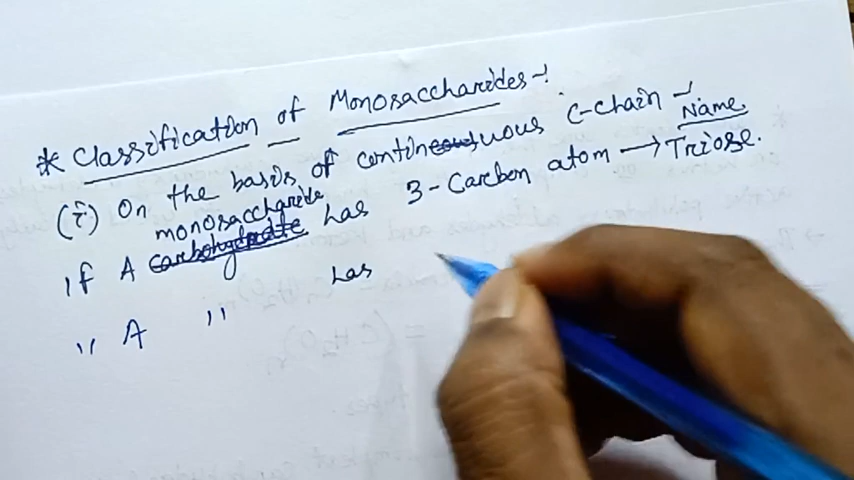 * Classification of Monosaccharides -!
(i) On the basis of continuous C-chain -
Name
monosaccharide
If A carbohydrate has 3-Carbon atom → Triose.
" A " has